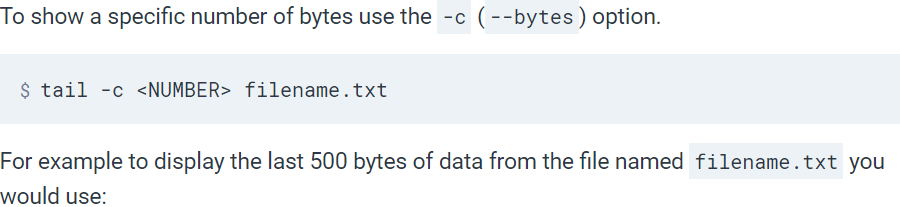 To show a specific number of bytes use the -c (--bytes) option.
$ tail -c <NUMBER> filename.txt
For example to display the last 500 bytes of data from the file named filename.txt you
would use: